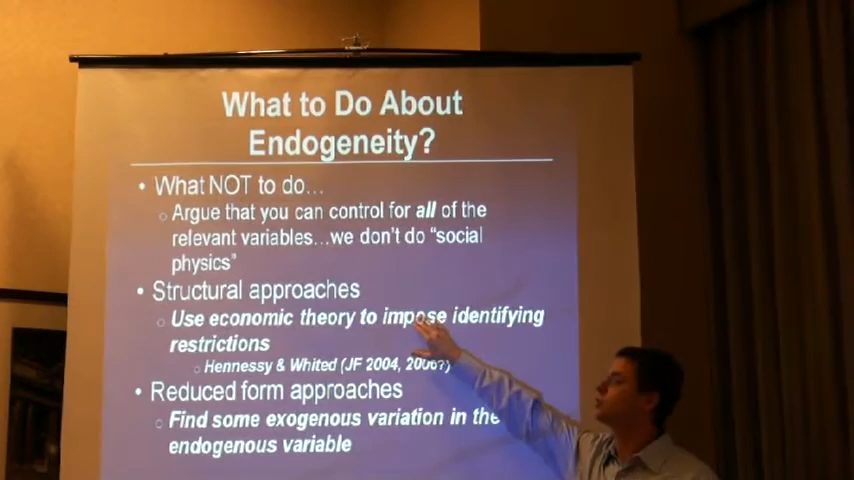 What to Do About
Endogeneity?
• What NOT to do…
○ Argue that you can control for all of the
relevant variables…we don't do "social
physics"
• Structural approaches
○ Use economic theory to impose identifying
restrictions
○ Hennessy & Whited (JF 2004, 2006?)
• Reduced form approaches
○ Find some exogenous variation in the
endogenous variable